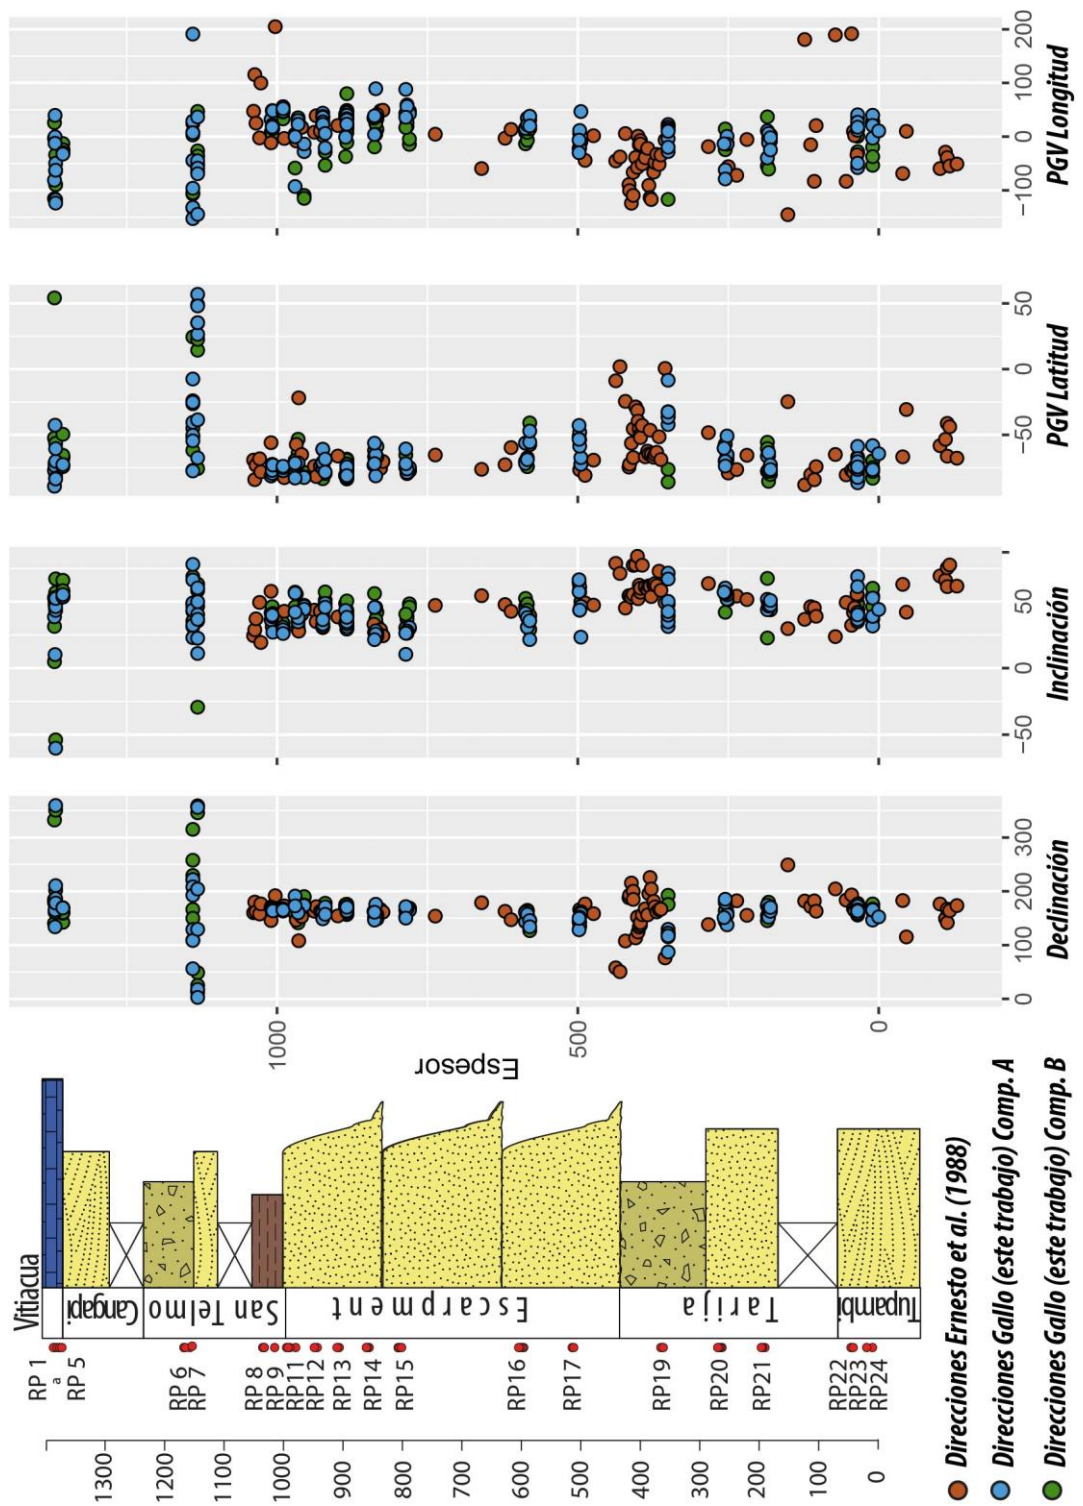 Vitiacua
Cangapi
San Telmo
Escarpment
Tarija
Tupambi
RP 1
a
RP 5
RP 6
RP 7
RP 8
RP 9
RP11
RP12
RP13
RP14
RP15
RP16
RP17
RP19
RP20
RP21
RP22
RP23
RP24
1300
1200
1100
1000
900
800
700
600
500
400
300
200
100
0
Espesor
1000
500
0
0
100
200
300
Declinación
−50
0
50
Inclinación
−50
0
50
PGV Latitud
−100
0
100
200
PGV Longitud
Direcciones Ernesto et al. (1988)
Direcciones Gallo (este trabajo) Comp. A
Direcciones Gallo (este trabajo) Comp. B